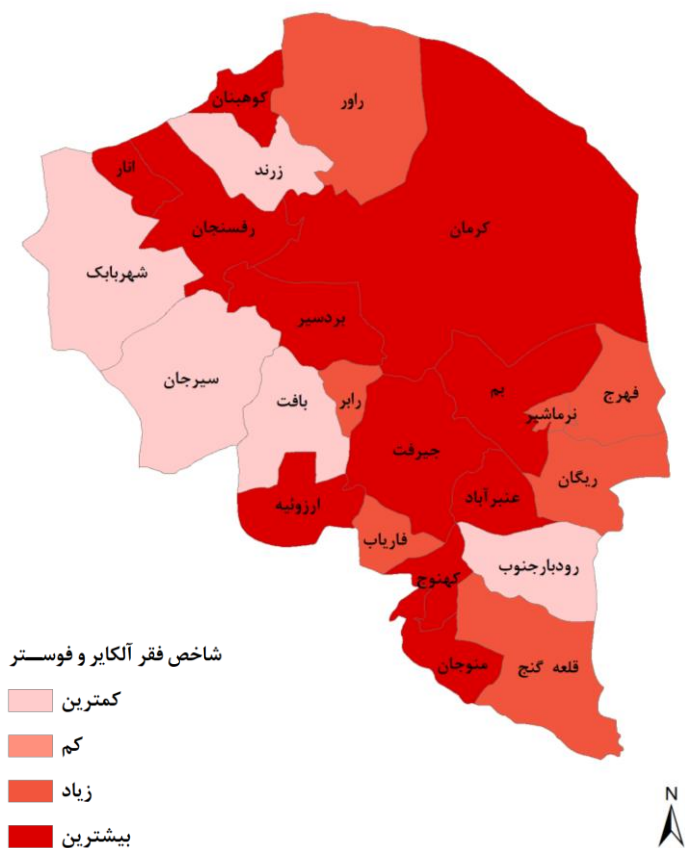 کوهبنان
راور
زرند
انار
رفسنجان
کرمان
شهربابک
بردسیر
سیرجان
بافت
رابر
بم
فهرج
نرماشیر
جیرفت
ریگان
عنبرآباد
ارزوئیه
فاریاب
رودبارجنوب
کهنوج
منوجان
قلعه گنج
شاخص فقر آلکایر و فوستر
کمترین
کم
زیاد
بیشترین
N